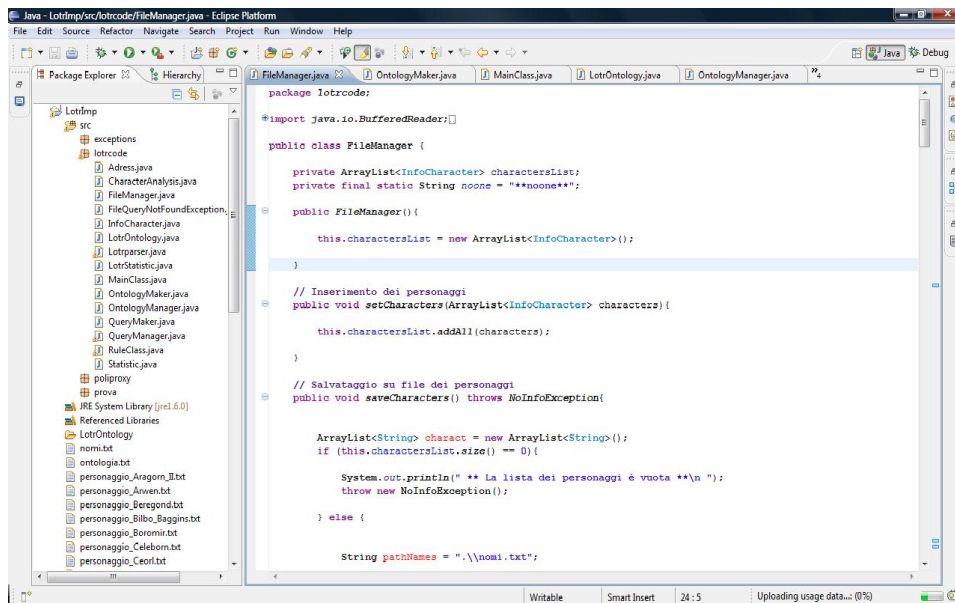 Java - LotrImp/src/lotrcode/FileManager.java - Eclipse Platform
File Edit Source Refactor Navigate Search Project Run Window Help
Java Debug
Package Explorer Hierarchy
LotrImp
src
exceptions
lotrcode
Adress.java
CharacterAnalysis.java
FileManager.java
FileQueryNotFoundException.
InfoCharacter.java
LotrOntology.java
Lotrparser.java
LotrStatistic.java
MainClass.java
OntologyMaker.java
OntologyManager.java
QueryMaker.java
QueryManager.java
RuleClass.java
Statistic.java
poliproxy
prova
JRE System Library [jre1.6.0]
Referenced Libraries
LotrOntology
nomi.txt
ontologia.txt
personaggio_Aragorn_II.txt
personaggio_Arwen.txt
personaggio_Beregond.txt
personaggio_Bilbo_Baggins.txt
personaggio_Boromir.txt
personaggio_Celeborn.txt
personaggio_Ceorl.txt
FileManager.java OntologyMaker.java MainClass.java LotrOntology.java OntologyManager.java »4
package lotrcode;
import java.io.BufferedReader;
public class FileManager {
private ArrayList<InfoCharacter> charactersList;
private final static String noone = "**noone**";
public FileManager(){
this.charactersList = new ArrayList<InfoCharacter>();
}
// Inserimento dei personaggi
public void setCharacters(ArrayList<InfoCharacter> characters){
this.charactersList.addAll(characters);
}
// Salvataggio su file dei personaggi
public void saveCharacters() throws NoInfoException{
ArrayList<String> charact = new ArrayList<String>();
if (this.charactersList.size() == 0){
System.out.println(" ** La lista dei personaggi è vuota **\n ");
throw new NoInfoException();
} else {
String pathNames = ".\\nomi.txt";
Writable Smart Insert 24 : 5 Uploading usage data...: (0%)